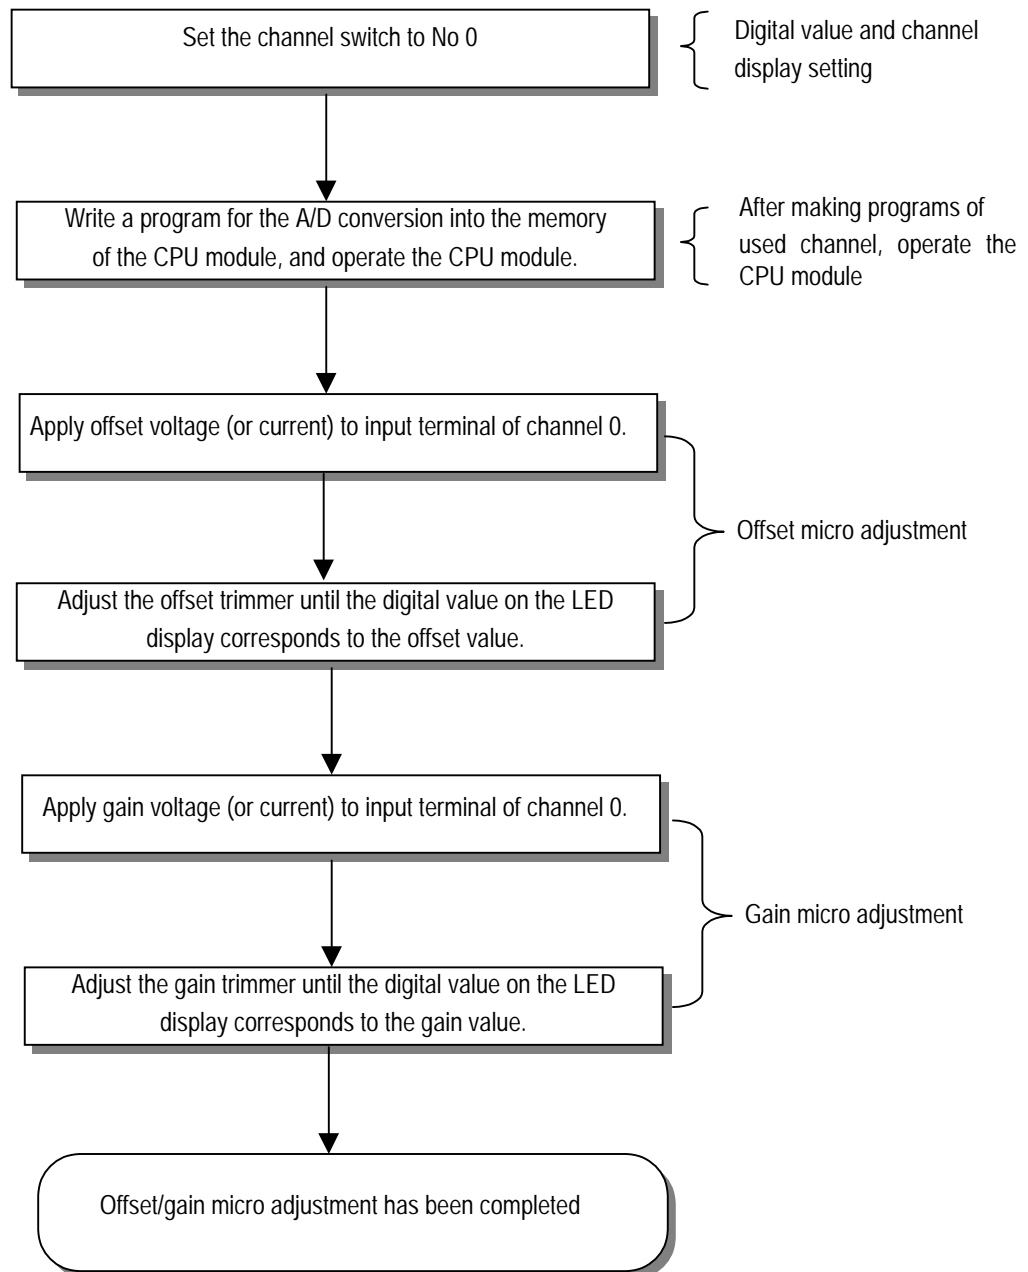 Set the channel switch to No 0
Digital value and channel
display setting
Write a program for the A/D conversion into the memory
of the CPU module, and operate the CPU module.
After making programs of
used channel, operate the
CPU module
Apply offset voltage (or current) to input terminal of channel 0.
Offset micro adjustment
Adjust the offset trimmer until the digital value on the LED
display corresponds to the offset value.
Apply gain voltage (or current) to input terminal of channel 0.
Gain micro adjustment
Adjust the gain trimmer until the digital value on the LED
display corresponds to the gain value.
Offset/gain micro adjustment has been completed